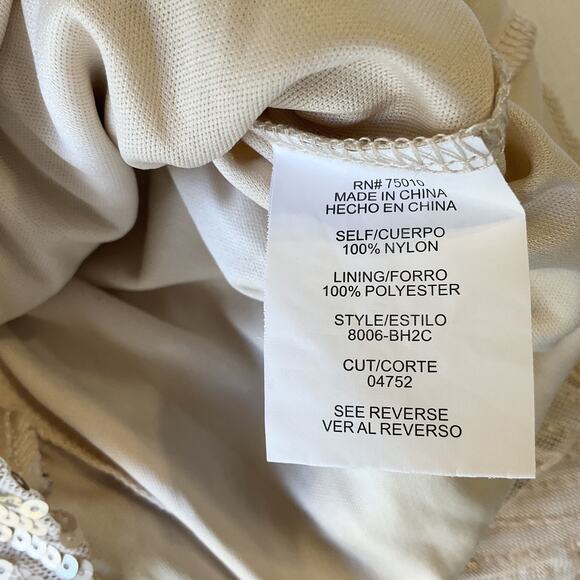 RN# 75010
MADE IN CHINA
HECHO EN CHINA
SELF/CUERPO
100% NYLON
LINING/FORRO
100% POLYESTER
STYLE/ESTILO
8006-BH2C
CUT/CORTE
04752
SEE REVERSE
VER AL REVERSO